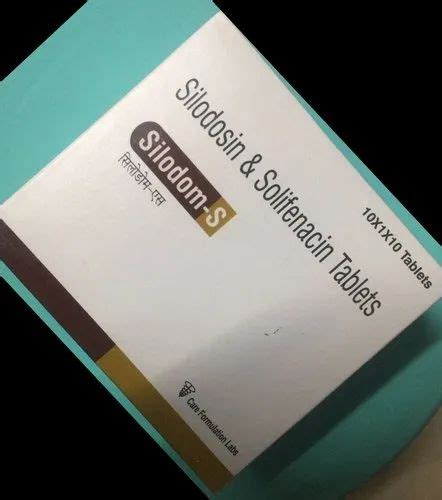 Silodosin & Solifenacin Tablets
10X1X10 Tablets
Silodom-S
सिलोडोम-एस
Care Formulation Labs